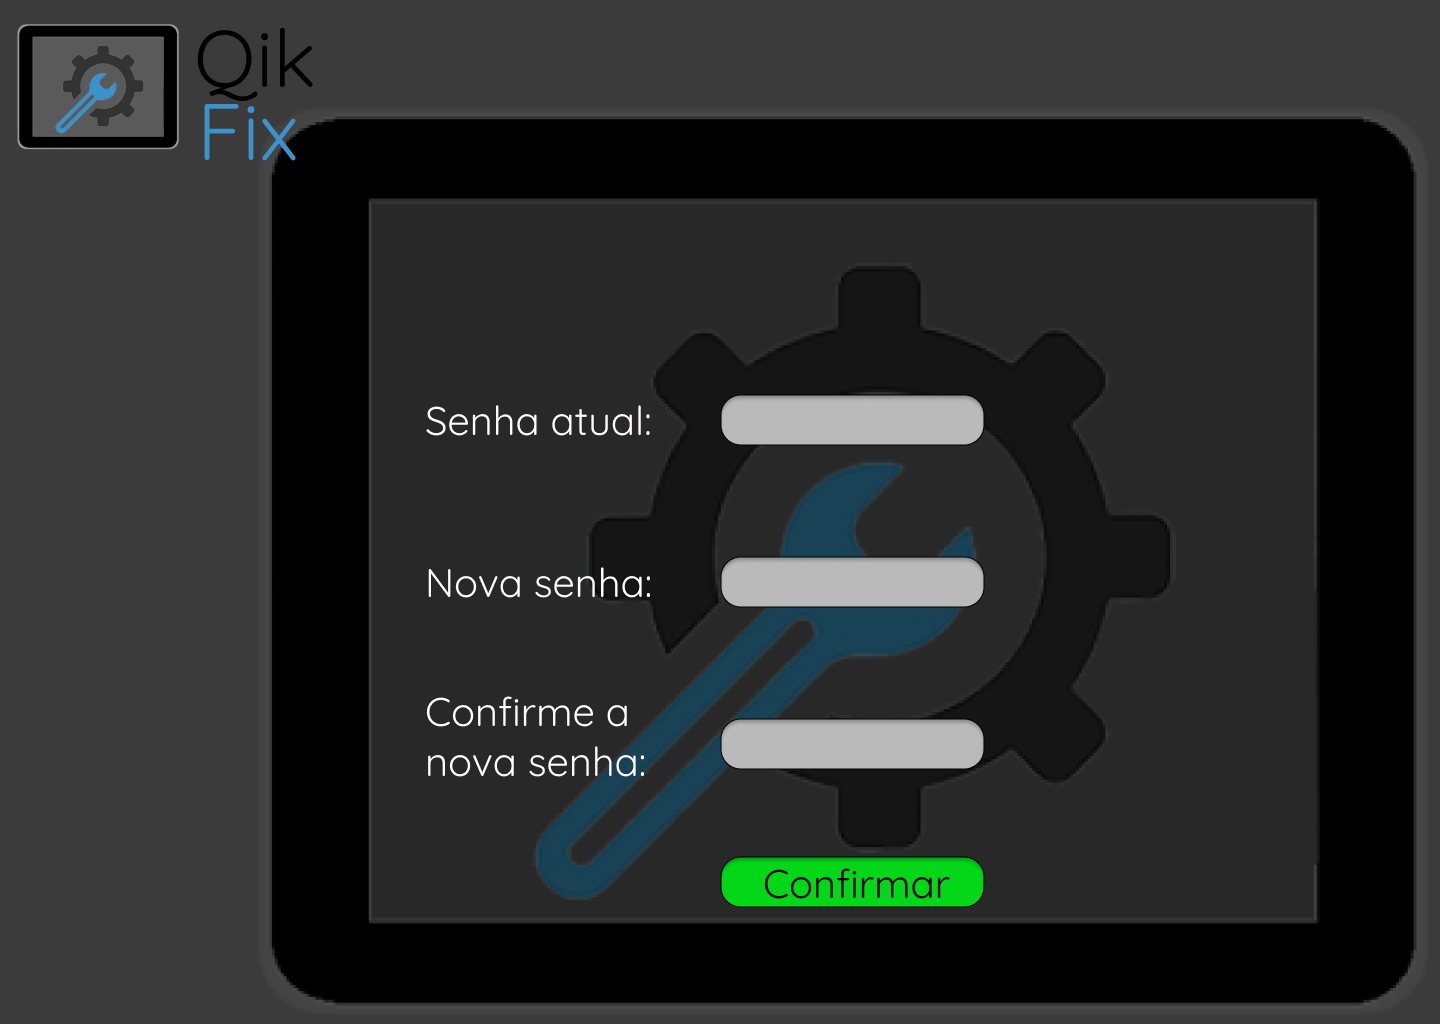 Qik
Fix
Senha atual:
Nova senha:
Confirme a
nova senha:
Confirmar